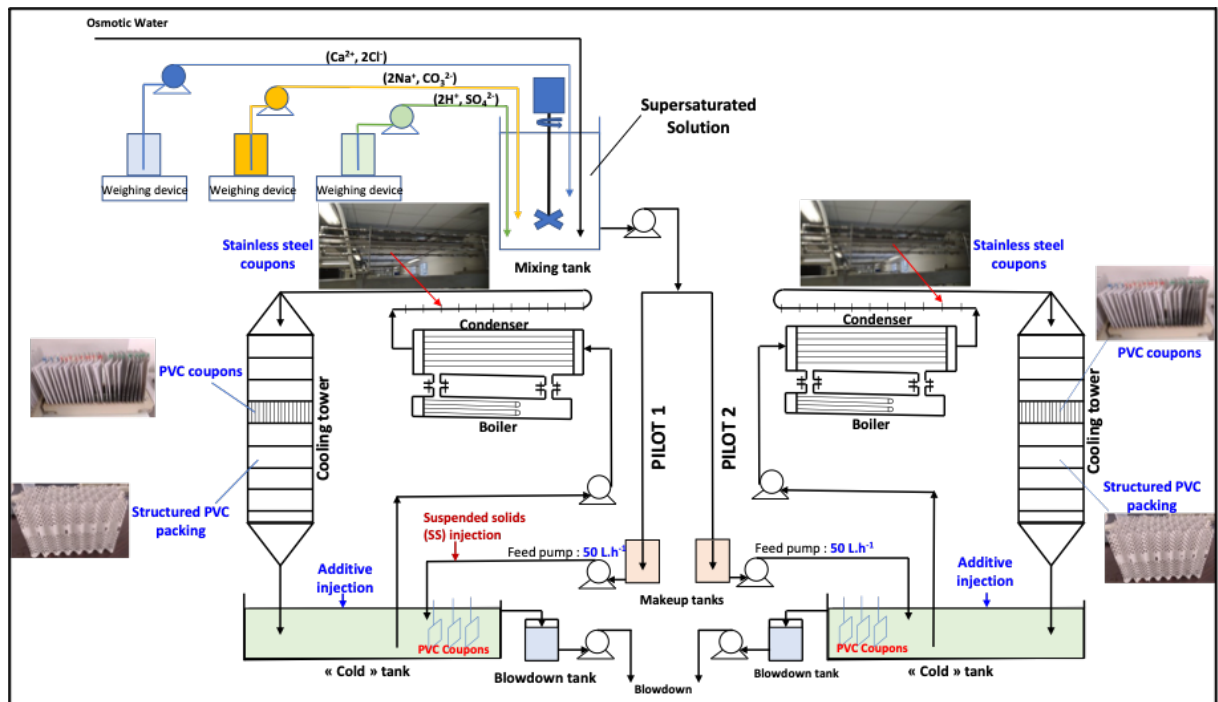 Osmotic Water
(Ca²⁺, 2Cl⁻)
(2Na⁺, CO₃²⁻)
(2H⁺, SO₄²⁻)
Supersaturated
Solution
Weighing device
Weighing device
Weighing device
Mixing tank
Stainless steel
coupons
Stainless steel
coupons
Condenser
Condenser
PVC coupons
PVC coupons
Cooling tower
Cooling tower
Boiler
Boiler
PILOT 1
PILOT 2
Structured PVC
packing
Structured PVC
packing
Suspended solids
(SS) injection
Feed pump : 50 L.h⁻¹
Feed pump : 50 L.h⁻¹
Additive
injection
Additive
injection
Makeup tanks
PVC Coupons
PVC Coupons
« Cold » tank
« Cold » tank
Blowdown tank
Blowdown tank
Blowdown